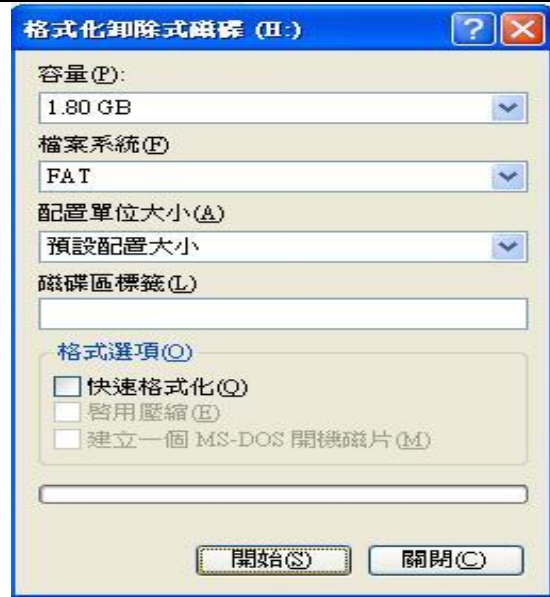 格式化卸除式磁碟 (H:)
容量(P):
1.80 GB
檔案系統(F)
FAT
配置單位大小(A)
預設配置大小
磁碟區標籤(L)
格式選項(O)
快速格式化(Q)
啓用壓縮(E)
建立一個 MS-DOS 開機磁片(M)
開始(S)
關閉(C)